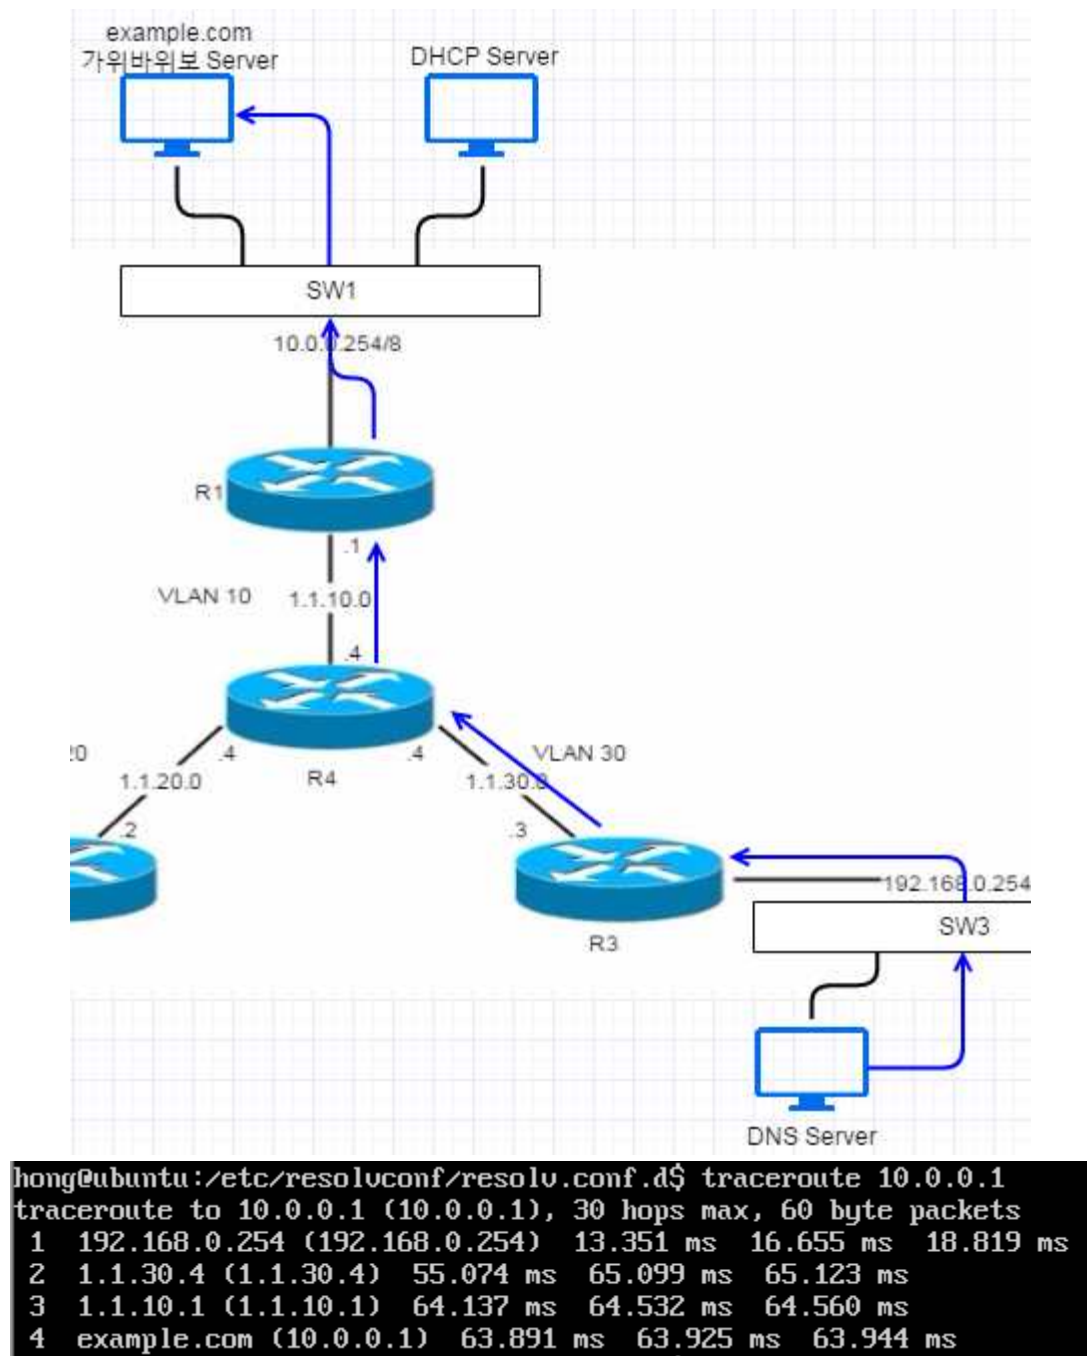 example.com
가위바위보 Server
DHCP Server
SW1
10.0.0.254/8
R1
.1
VLAN 10
1.1.10.0
.4
20
.4
.4
VLAN 30
1.1.20.0
R4
1.1.30.0
.2
.3
192.168.0.254
SW3
R3
DNS Server
hong@ubuntu:/etc/resolvconf/resolv.conf.d$ traceroute 10.0.0.1
traceroute to 10.0.0.1 (10.0.0.1), 30 hops max, 60 byte packets
1 192.168.0.254 (192.168.0.254) 13.351 ms 16.655 ms 18.819 ms
2 1.1.30.4 (1.1.30.4) 55.074 ms 65.099 ms 65.123 ms
3 1.1.10.1 (1.1.10.1) 64.137 ms 64.532 ms 64.560 ms
4 example.com (10.0.0.1) 63.891 ms 63.925 ms 63.944 ms